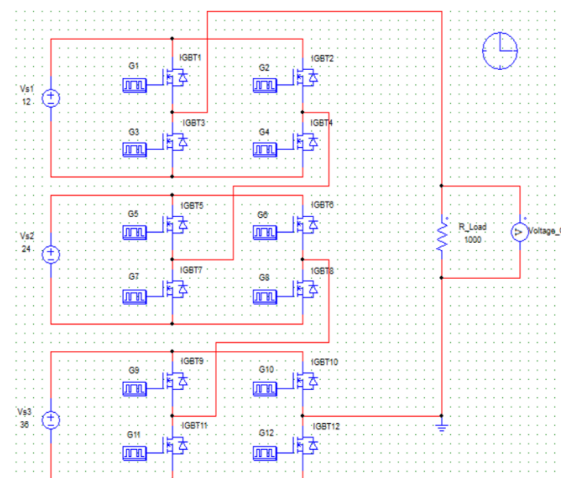 G1
IGBT1
G2
IGBT2
Vs1
12
G3
IGBT3
G4
IGBT4
G5
IGBT5
G6
IGBT6
Vs2
24
R_Load
1000
G7
IGBT7
G8
IGBT8
G9
IGBT9
G10
IGBT10
Vs3
36
G11
IGBT11
G12
IGBT12
V